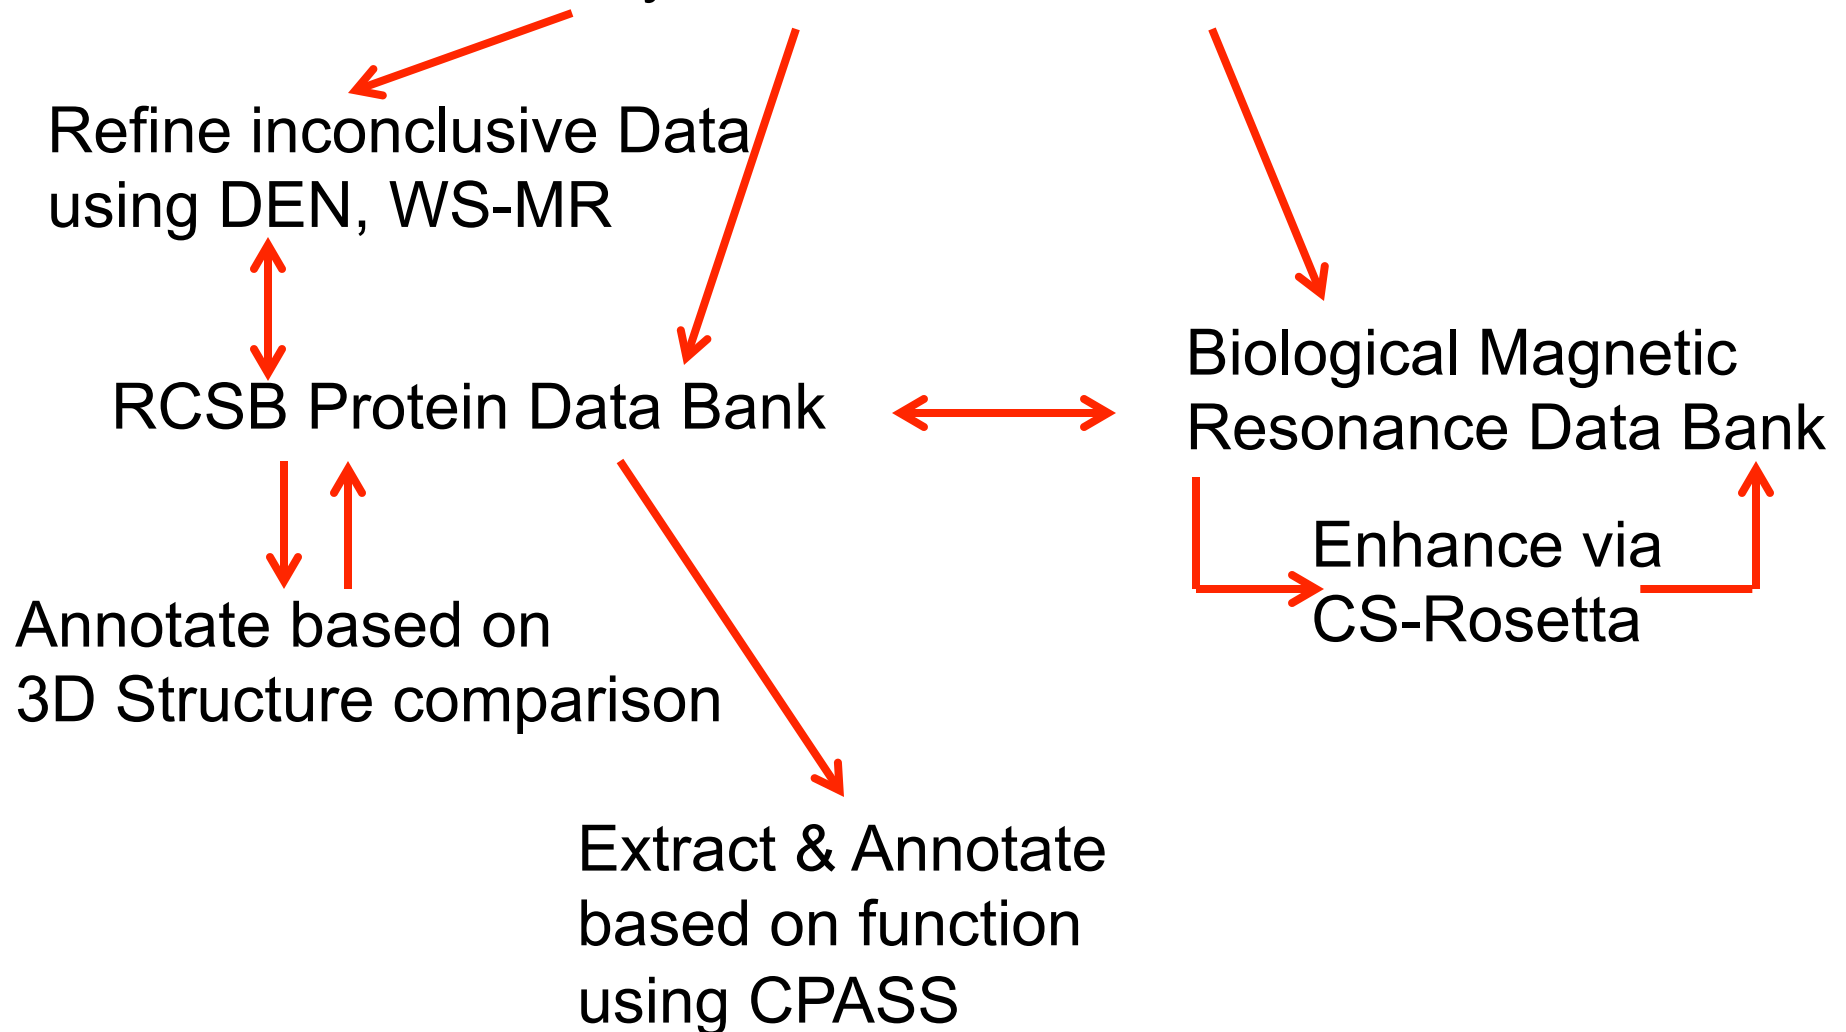 Refine inconclusive Data
using DEN, WS-MR
RCSB Protein Data Bank
Biological Magnetic
Resonance Data Bank
Enhance via
CS-Rosetta
Annotate based on
3D Structure comparison
Extract & Annotate
based on function
using CPASS